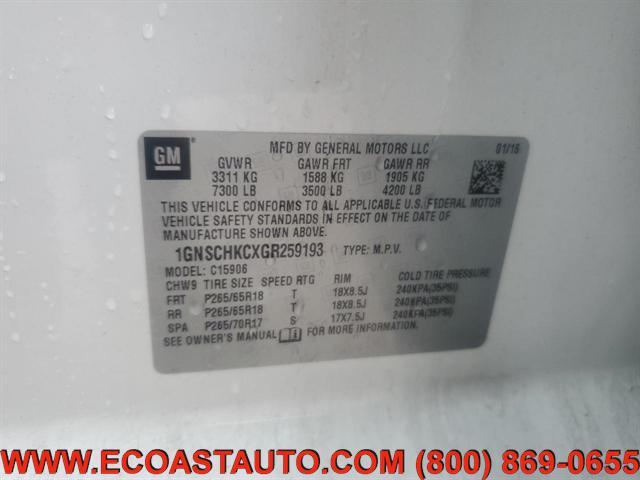 GM
MFD BY GENERAL MOTORS LLC 01/16
GVWR GAWR FRT GAWR RR
3311 KG 1588 KG 1905 KG
7300 LB 3500 LB 4200 LB
THIS VEHICLE CONFORMS TO ALL APPLICABLE U.S. FEDERAL MOTOR
VEHICLE SAFETY STANDARDS IN EFFECT ON THE DATE OF
MANUFACTURE SHOWN ABOVE.
1GNSCHKCXGR259193 TYPE: M.P.V.
MODEL: C15906
CHW9 TIRE SIZE SPEED RTG RIM COLD TIRE PRESSURE
FRT P265/65R18 T 18X8.5J 240KPA(35PSI)
RR P265/65R18 T 18X8.5J 240KPA(35PSI)
SPA P265/70R17 S 17X7.5J 240KPA(35PSI)
SEE OWNER'S MANUAL FOR MORE INFORMATION.
WWW.ECOASTAUTO.COM (800) 869-0655